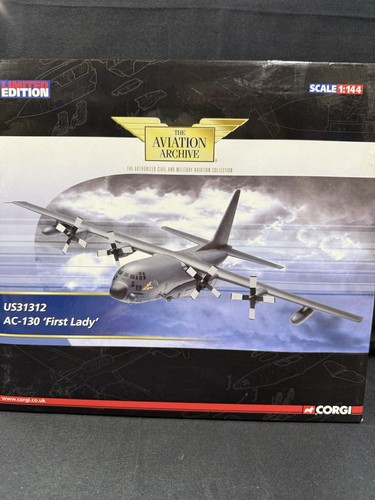 LIMITED
EDITION
SCALE 1:144
THE
AVIATION
ARCHIVE
THE AUTHORIZED CIVIL AND MILITARY AVIATION COLLECTION
US31312
AC-130 'First Lady'
www.corgi.co.uk
CORGI